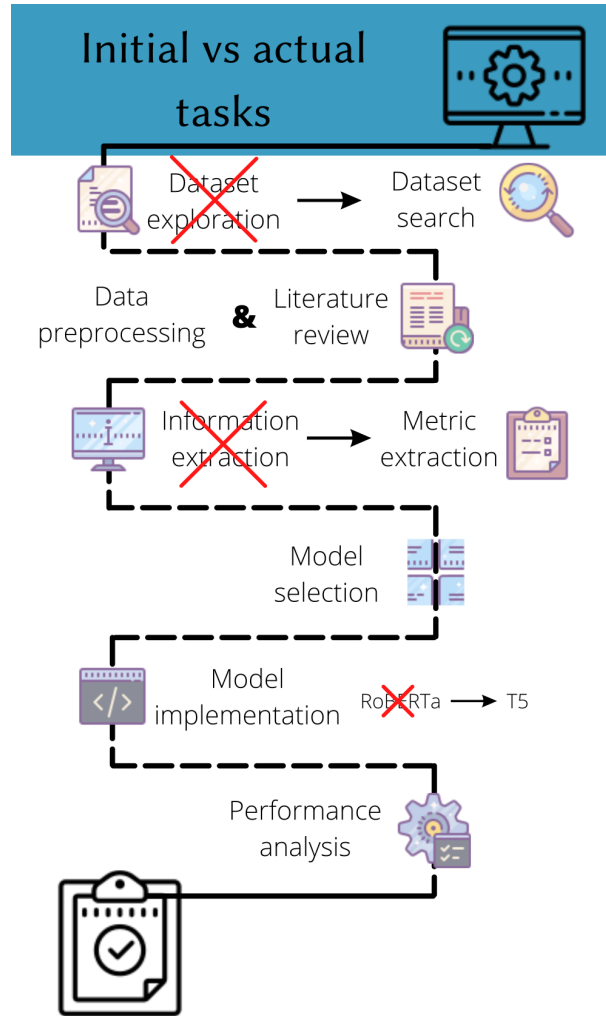 Initial vs actual
tasks
Dataset
exploration
Dataset
search
Data
preprocessing
&
Literature
review
Information
extraction
Metric
extraction
Model
selection
Model
implementation
RoBERTa
T5
Performance
analysis